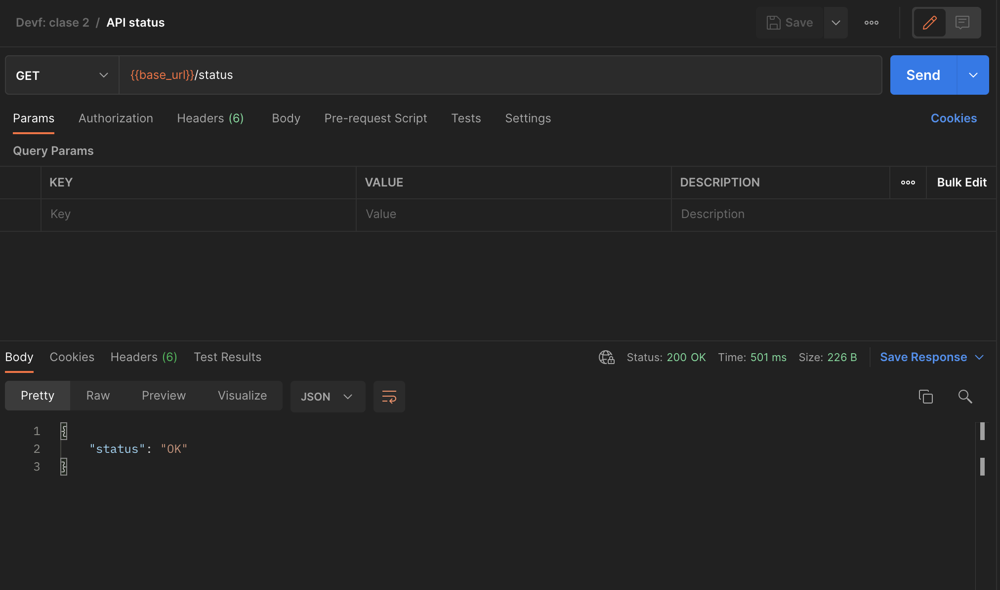 Devf: clase 2 / API status
Save
GET
{{base_url}}/status
Send
Params Authorization Headers (6) Body Pre-request Script Tests Settings Cookies
Query Params
KEY VALUE DESCRIPTION ooo Bulk Edit
Key Value Description
Body Cookies Headers (6) Test Results Status: 200 OK Time: 501 ms Size: 226 B Save Response
Pretty Raw Preview Visualize JSON
1 {
2 "status": "OK"
3 }